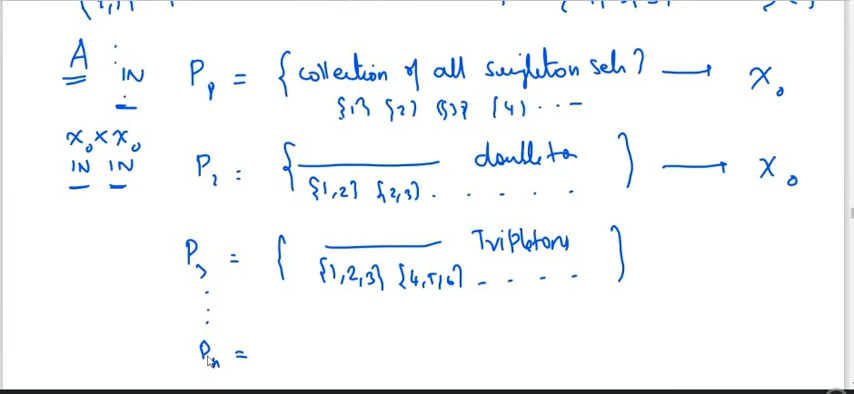 A : IN P₁ = { collection of all singleton sets } → X₀
{1} {2} {3} {4} . . . –
X₀ × X₀
IN IN P₂ = { ——— doubleton } → X₀
{1,2} {2,3} . . . . .
P₃ = { ——— Tripletons }
{1,2,3} {4,5,6} - . . . .
:
Pₙ =